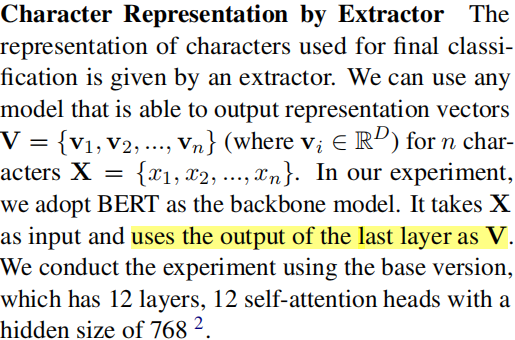 Character Representation by Extractor The
representation of characters used for final classi-
fication is given by an extractor. We can use any
model that is able to output representation vectors
V = {v₁, v₂, ..., vₙ} (where vᵢ ∈ ℝᴰ) for n char-
acters X = {x₁, x₂, ..., xₙ}. In our experiment,
we adopt BERT as the backbone model. It takes X
as input and uses the output of the last layer as V.
We conduct the experiment using the base version,
which has 12 layers, 12 self-attention heads with a
hidden size of 768 ².